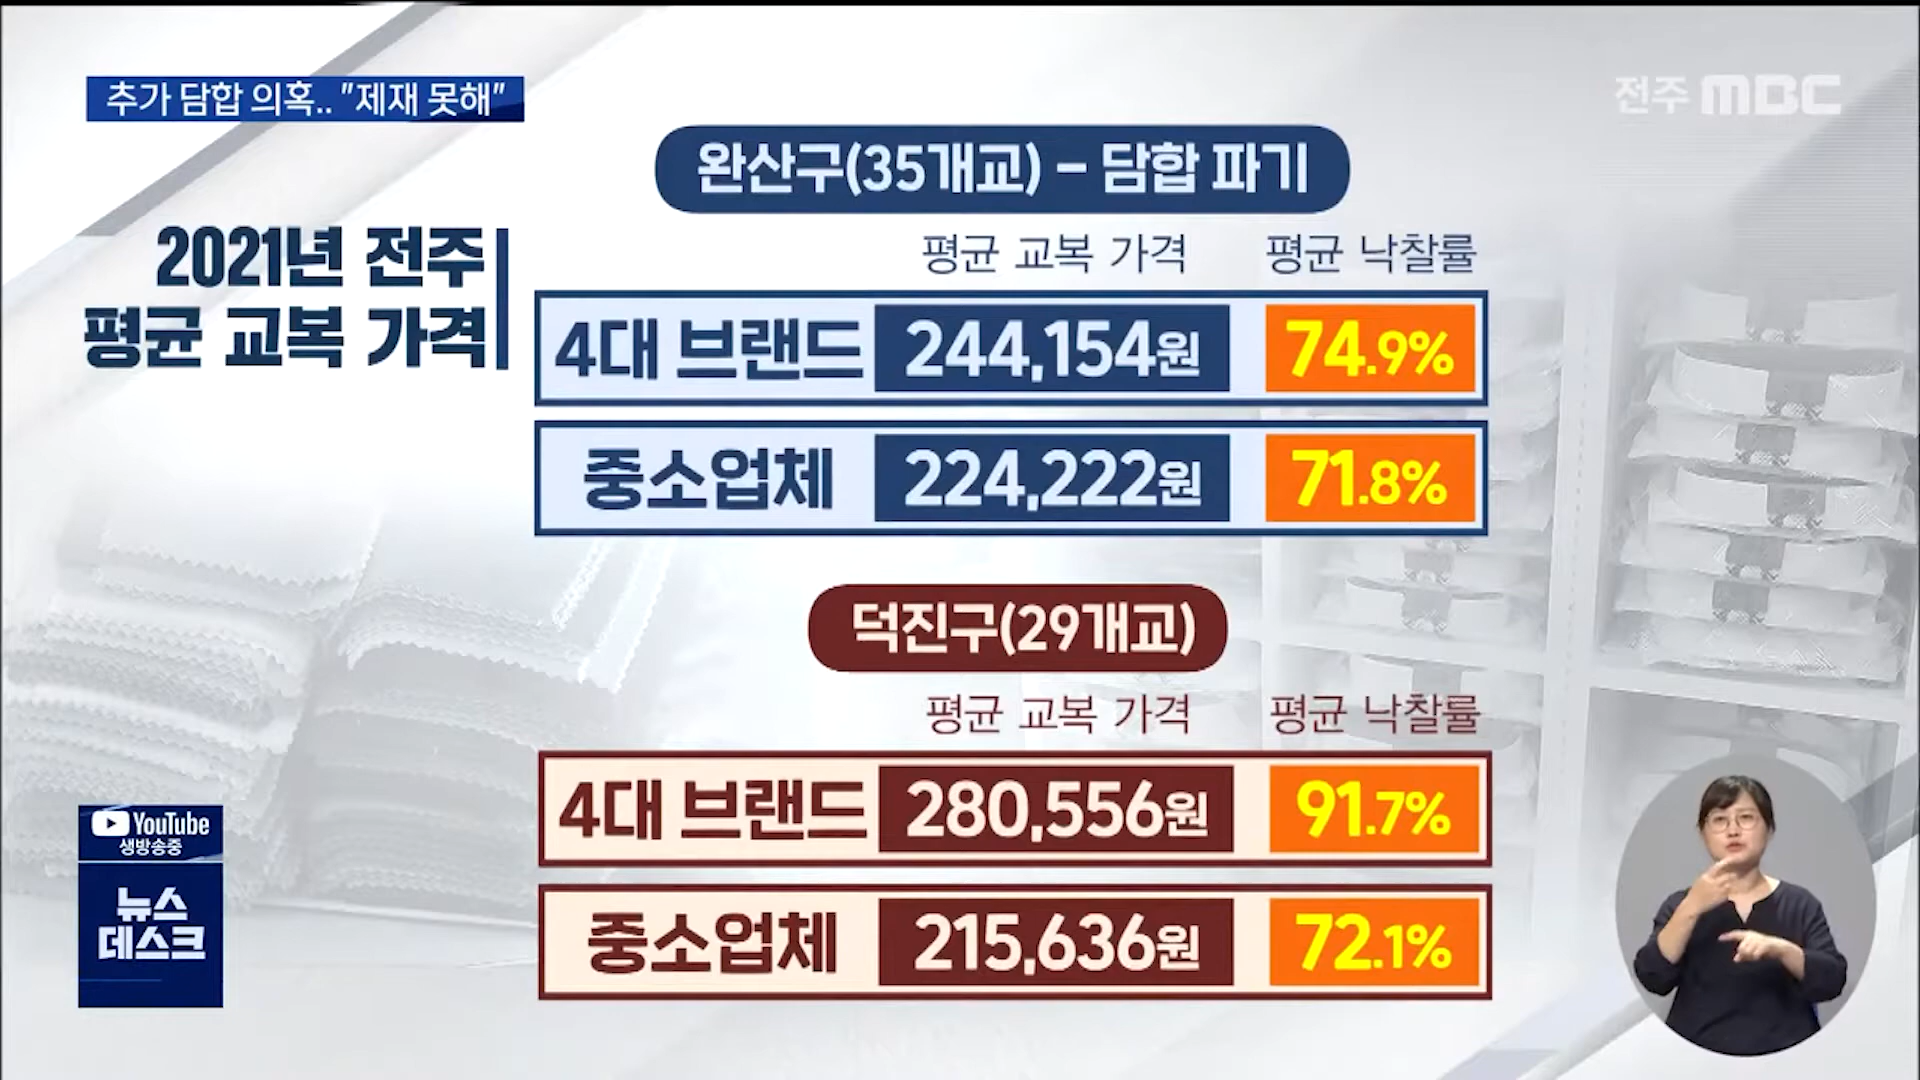 추가 담합 의혹.. "제재 못해"
전주 MBC
2021년 전주
평균 교복 가격
완산구(35개교) - 담합 파기
평균 교복 가격 평균 낙찰률
4대 브랜드 244,154원 74.9%
중소업체 224,222원 71.8%
덕진구(29개교)
평균 교복 가격 평균 낙찰률
4대 브랜드 280,556원 91.7%
중소업체 215,636원 72.1%
YouTube
생방송중
뉴스
데스크